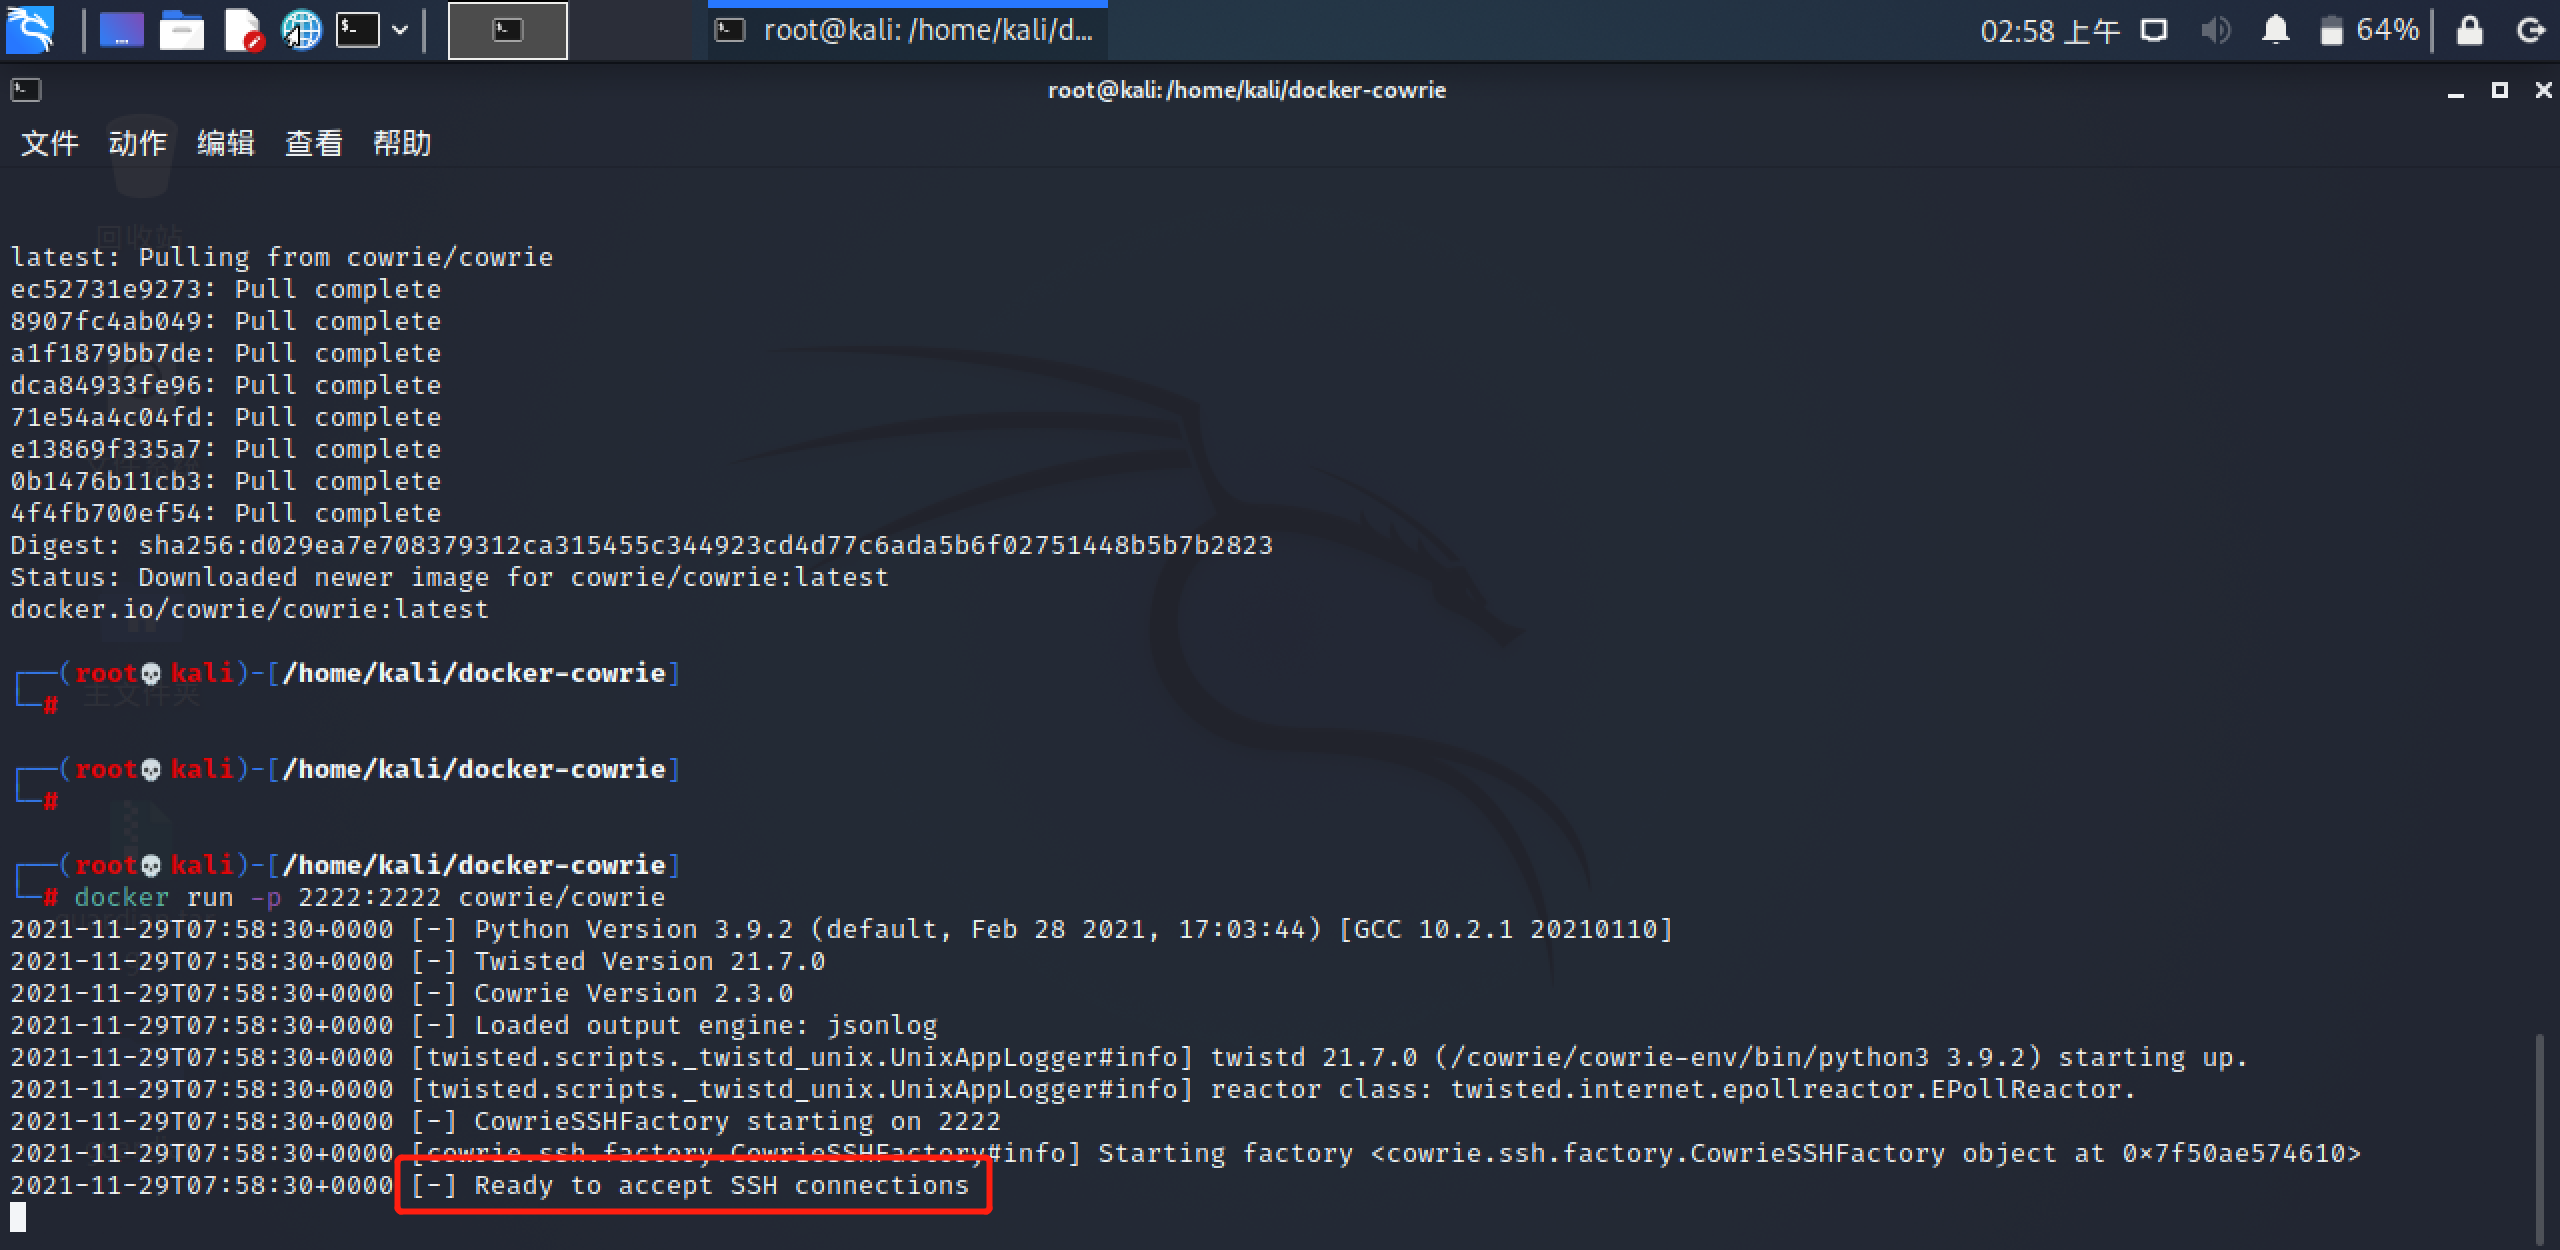 root@kali: /home/kali/d...
02:58 上午
64%
root@kali: /home/kali/docker-cowrie
文件 动作 编辑 查看 帮助
回收站
latest: Pulling from cowrie/cowrie
ec52731e9273: Pull complete
8907fc4ab049: Pull complete
a1f1879bb7de: Pull complete
dca84933fe96: Pull complete
71e54a4c04fd: Pull complete
e13869f335a7: Pull complete
0b1476b11cb3: Pull complete
4f4fb700ef54: Pull complete
Digest: sha256:d029ea7e708379312ca315455c344923cd4d77c6ada5b6f02751448b5b7b2823
Status: Downloaded newer image for cowrie/cowrie:latest
docker.io/cowrie/cowrie:latest
(root💀kali)-[/home/kali/docker-cowrie]
#
主文件夹
(root💀kali)-[/home/kali/docker-cowrie]
#
(root💀kali)-[/home/kali/docker-cowrie]
# docker run -p 2222:2222 cowrie/cowrie
2021-11-29T07:58:30+0000 [-] Python Version 3.9.2 (default, Feb 28 2021, 17:03:44) [GCC 10.2.1 20210110]
2021-11-29T07:58:30+0000 [-] Twisted Version 21.7.0
2021-11-29T07:58:30+0000 [-] Cowrie Version 2.3.0
2021-11-29T07:58:30+0000 [-] Loaded output engine: jsonlog
2021-11-29T07:58:30+0000 [twisted.scripts._twistd_unix.UnixAppLogger#info] twistd 21.7.0 (/cowrie/cowrie-env/bin/python3 3.9.2) starting up.
2021-11-29T07:58:30+0000 [twisted.scripts._twistd_unix.UnixAppLogger#info] reactor class: twisted.internet.epollreactor.EPollReactor.
2021-11-29T07:58:30+0000 [-] CowrieSSHFactory starting on 2222
2021-11-29T07:58:30+0000 [cowrie.ssh.factory.CowrieSSHFactory#info] Starting factory <cowrie.ssh.factory.CowrieSSHFactory object at 0×7f50ae574610>
2021-11-29T07:58:30+0000 [-] Ready to accept SSH connections